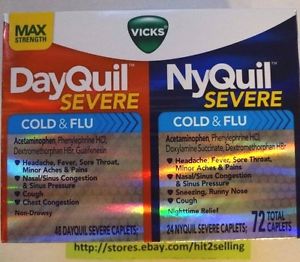 MAX
STRENGTH
VICKS
DayQuil™
SEVERE
COLD & FLU
Acetaminophen, Phenylephrine HCl,
Dextromethorphan HBr, Guaifenesin
Headache, Fever, Sore Throat,
Minor Aches & Pains
Nasal/Sinus Congestion
& Sinus Pressure
Cough
Chest Congestion
Non-Drowsy
48 DAYQUIL SEVERE CAPLETS;
NyQuil™
SEVERE
COLD & FLU
Acetaminophen, Phenylephrine HCl,
Doxylamine Succinate, Dextromethorphan HBr
Headache, Fever, Sore Throat,
Minor Aches & Pains
Nasal/Sinus Congestion
& Sinus Pressure
Sneezing, Runny Nose
Cough
Nighttime Relief
24 NYQUIL SEVERE CAPLETS;
72 TOTAL
CAPLETS
http://stores.ebay.com/hit2selling